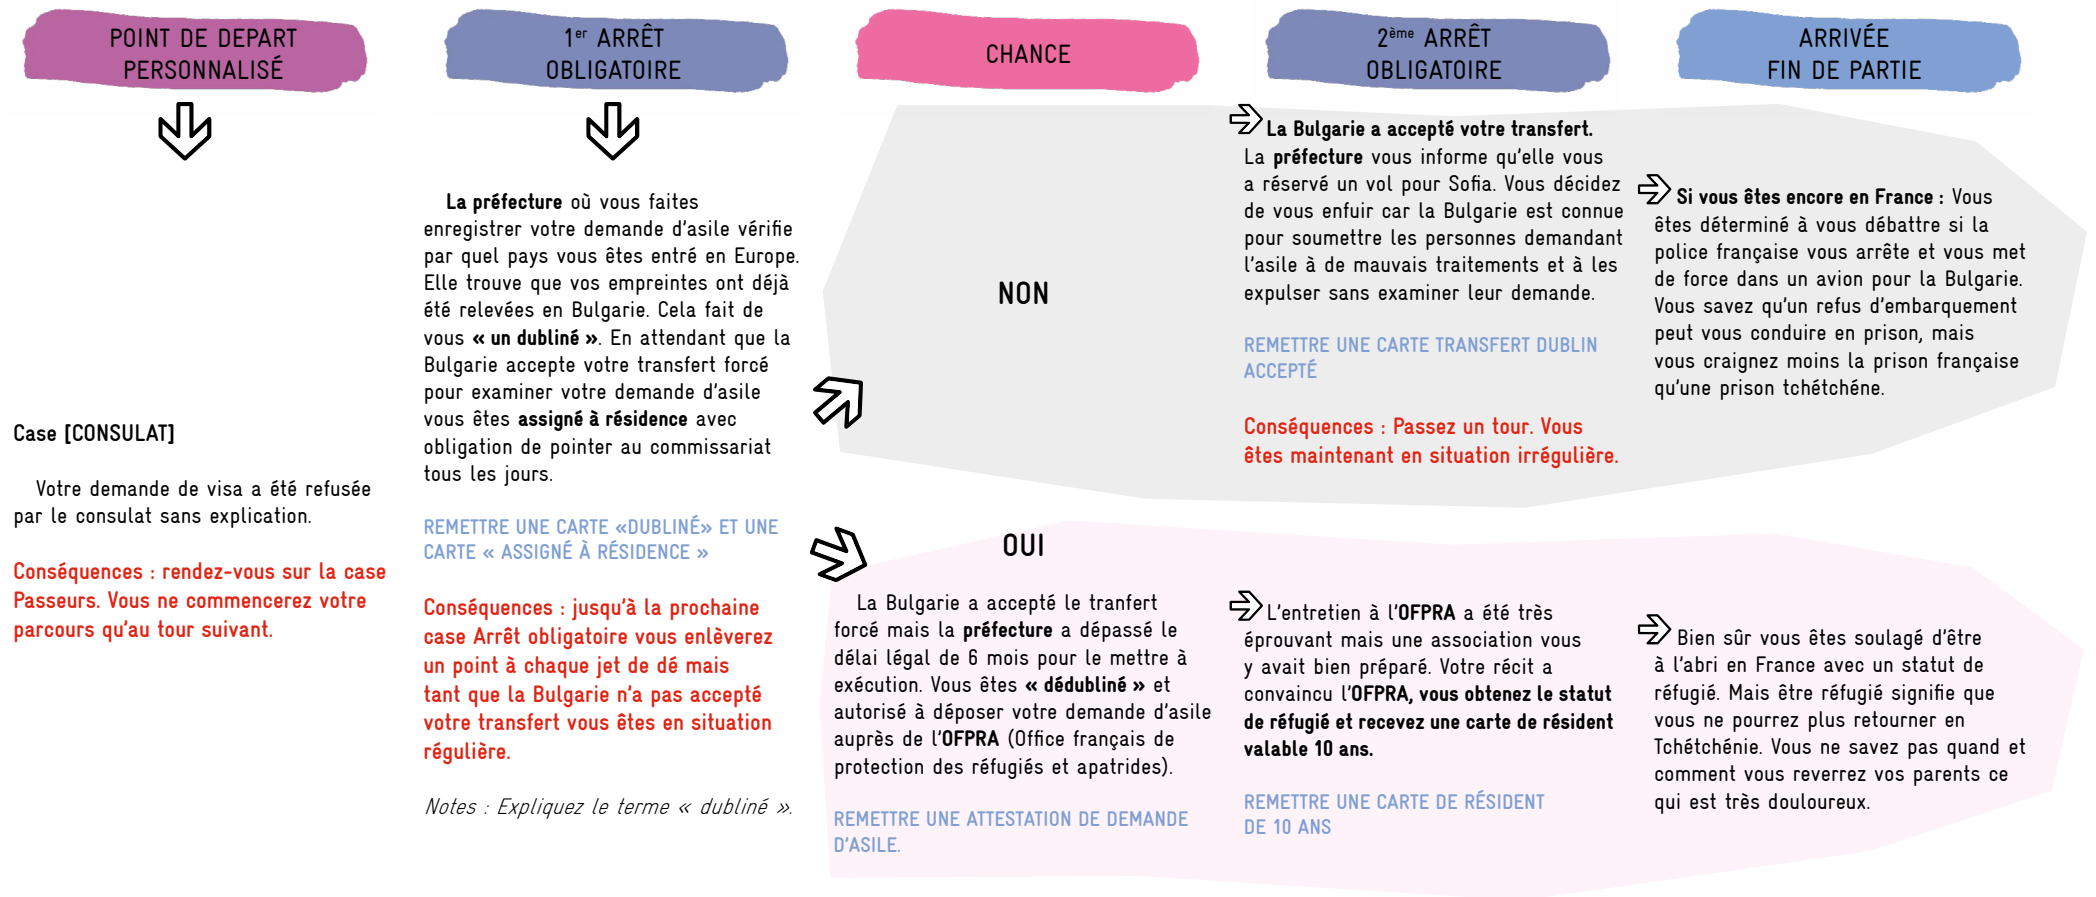 POINT DE DEPART
PERSONNALISÉ
1er ARRÊT
OBLIGATOIRE
CHANCE
2ème ARRÊT
OBLIGATOIRE
ARRIVÉE
FIN DE PARTIE
Case [CONSULAT]
Votre demande de visa a été refusée
par le consulat sans explication.
Conséquences : rendez-vous sur la case
Passeurs. Vous ne commencerez votre
parcours qu'au tour suivant.
La préfecture où vous faites
enregistrer votre demande d'asile vérifie
par quel pays vous êtes entré en Europe.
Elle trouve que vos empreintes ont déjà
été relevées en Bulgarie. Cela fait de
vous « un dubliné ». En attendant que la
Bulgarie accepte votre transfert forcé
pour examiner votre demande d'asile
vous êtes assigné à résidence avec
obligation de pointer au commissariat
tous les jours.
REMETTRE UNE CARTE «DUBLINÉ» ET UNE
CARTE « ASSIGNÉ À RÉSIDENCE »
Conséquences : jusqu'à la prochaine
case Arrêt obligatoire vous enlèverez
un point à chaque jet de dé mais
tant que la Bulgarie n'a pas accepté
votre transfert vous êtes en situation
régulière.
Notes : Expliquez le terme « dubliné ».
NON
La Bulgarie a accepté votre transfert.
La préfecture vous informe qu'elle vous
a réservé un vol pour Sofia. Vous décidez
de vous enfuir car la Bulgarie est connue
pour soumettre les personnes demandant
l'asile à de mauvais traitements et à les
expulser sans examiner leur demande.
REMETTRE UNE CARTE TRANSFERT DUBLIN
ACCEPTÉ
Conséquences : Passez un tour. Vous
êtes maintenant en situation irrégulière.
Si vous êtes encore en France : Vous
êtes déterminé à vous débattre si la
police française vous arrête et vous met
de force dans un avion pour la Bulgarie.
Vous savez qu'un refus d'embarquement
peut vous conduire en prison, mais
vous craignez moins la prison française
qu'une prison tchétchéne.
OUI
La Bulgarie a accepté le tranfert
forcé mais la préfecture a dépassé le
délai légal de 6 mois pour le mettre à
exécution. Vous êtes « dédubliné » et
autorisé à déposer votre demande d'asile
auprès de l'OFPRA (Office français de
protection des réfugiés et apatrides).
REMETTRE UNE ATTESTATION DE DEMANDE
D'ASILE.
L'entretien à l'OFPRA a été très
éprouvant mais une association vous
y avait bien préparé. Votre récit a
convaincu l'OFPRA, vous obtenez le statut
de réfugié et recevez une carte de résident
valable 10 ans.
REMETTRE UNE CARTE DE RÉSIDENT
DE 10 ANS
Bien sûr vous êtes soulagé d'être
à l'abri en France avec un statut de
réfugié. Mais être réfugié signifie que
vous ne pourrez plus retourner en
Tchétchénie. Vous ne savez pas quand et
comment vous reverrez vos parents ce
qui est très douloureux.